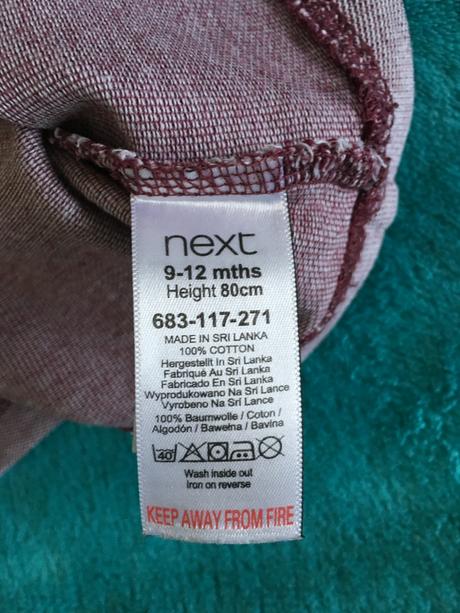 next
9-12 mths
Height 80cm
683-117-271
MADE IN SRI LANKA
100% COTTON
Hergestellt In Sri Lanka
Fabriqué Au Sri Lanka
Fabricado En Sri Lanka
Wyprodukowano Na Sri Lance
Vyrobeno Na Sri Lance
100% Baumwolle / Coton /
Algodón / Bawełna / Bavlna
40
Wash inside out
Iron on reverse
KEEP AWAY FROM FIRE